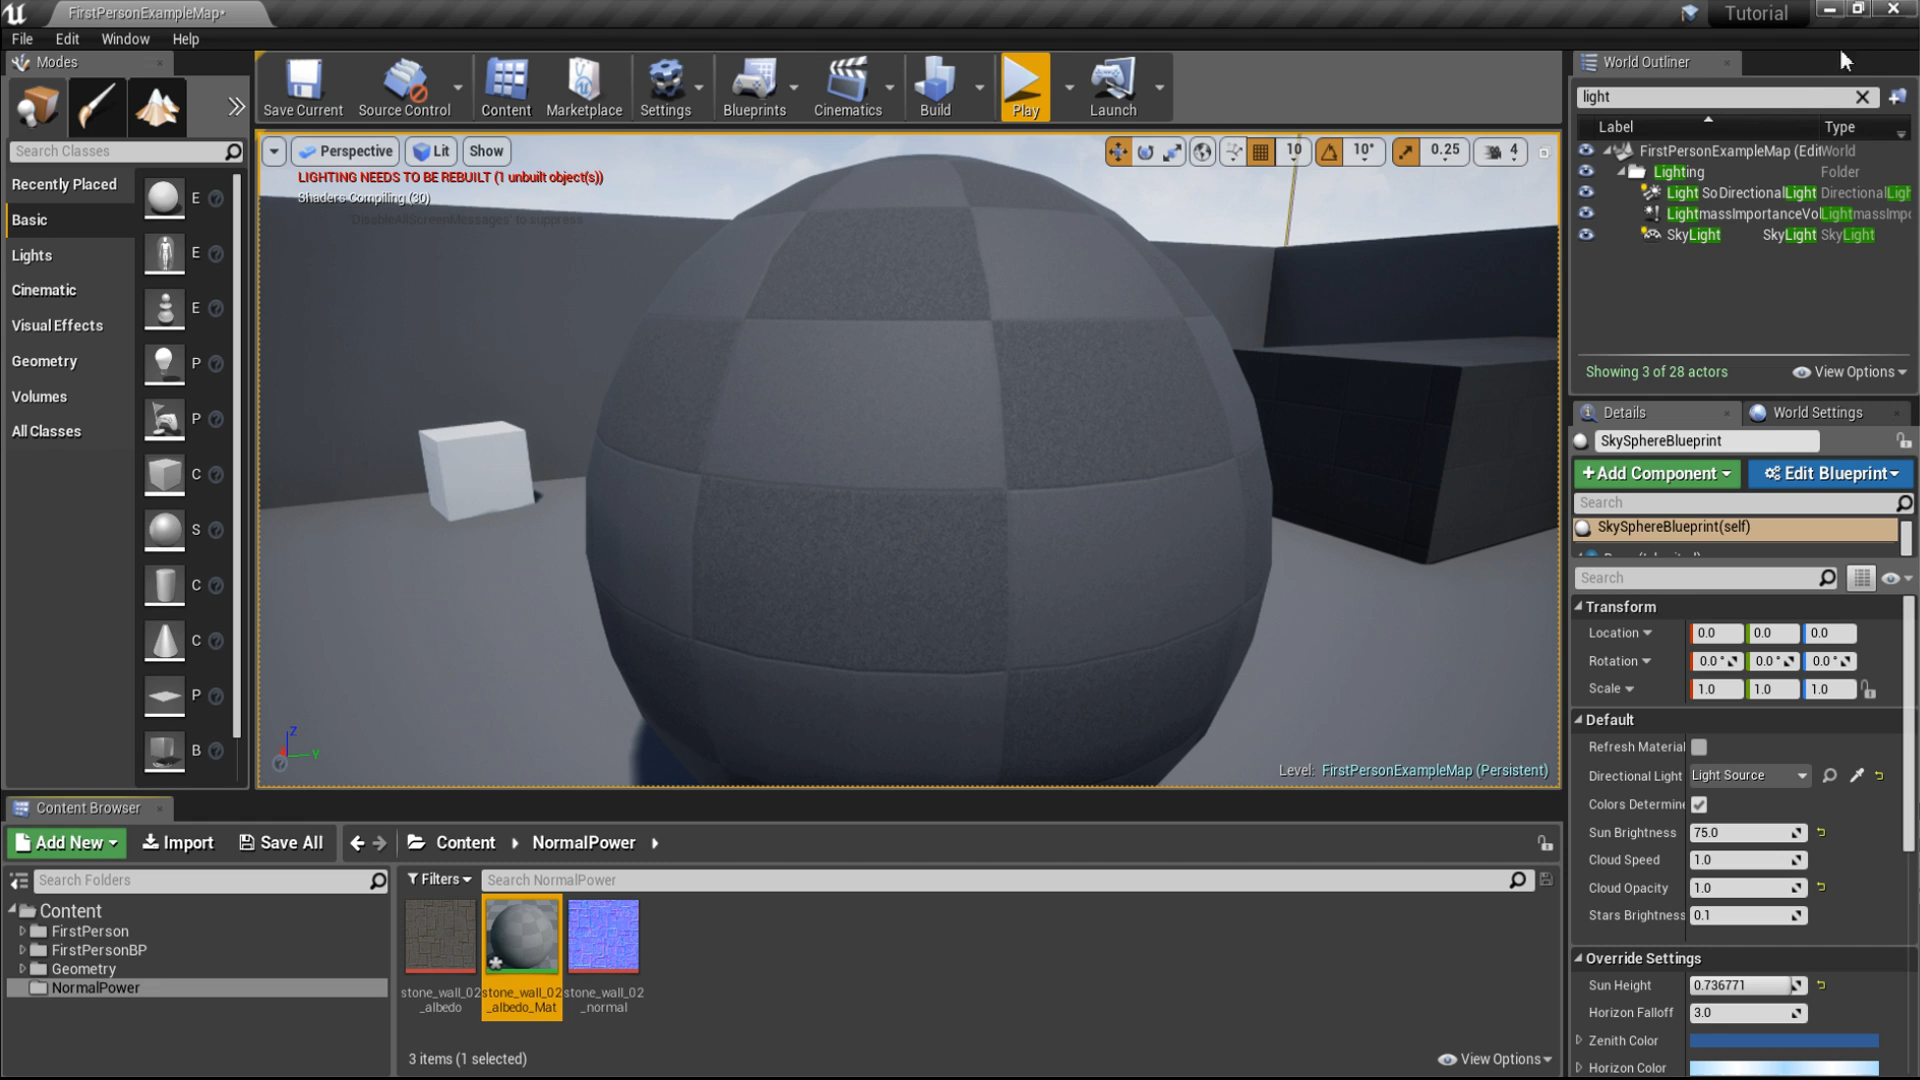 FirstPersonExampleMap*
Tutorial
File Edit Window Help
Modes
Search Classes
Recently Placed
Basic
Lights
Cinematic
Visual Effects
Geometry
Volumes
All Classes
E
E
E
P
P
C
S
C
C
P
B
Save Current
Source Control
Content
Marketplace
Settings
Blueprints
Cinematics
Build
Play
Launch
Perspective
Lit
Show
10
10°
0.25
4
LIGHTING NEEDS TO BE REBUILT (1 unbuilt object(s))
Shaders Compiling (30)
'DisableAllScreenMessages' to suppress
Z
Y
Level: FirstPersonExampleMap (Persistent)
World Outliner
light
Label Type
FirstPersonExampleMap (Edit World
Lighting Folder
Light SoDirectionalLight DirectionalLigh
LightmassImportanceVol LightmassImpo
SkyLight SkyLight SkyLight
Showing 3 of 28 actors
View Options
Details
World Settings
SkySphereBlueprint
+Add Component
Edit Blueprint
Search
SkySphereBlueprint(self)
Search
Transform
Location 0.0 0.0 0.0
Rotation 0.0 ° 0.0 ° 0.0 °
Scale 1.0 1.0 1.0
Default
Refresh Material
Directional Light Light Source
Colors Determine
Sun Brightness 75.0
Cloud Speed 1.0
Cloud Opacity 1.0
Stars Brightness 0.1
Override Settings
Sun Height 0.736771
Horizon Falloff 3.0
Zenith Color
Horizon Color
Content Browser
Add New
Import
Save All
Content
NormalPower
Search Folders
Content
FirstPerson
FirstPersonBP
Geometry
NormalPower
Filters
Search NormalPower
stone_wall_02
_albedo
stone_wall_02
_albedo_Mat
stone_wall_02
_normal
3 items (1 selected)
View Options